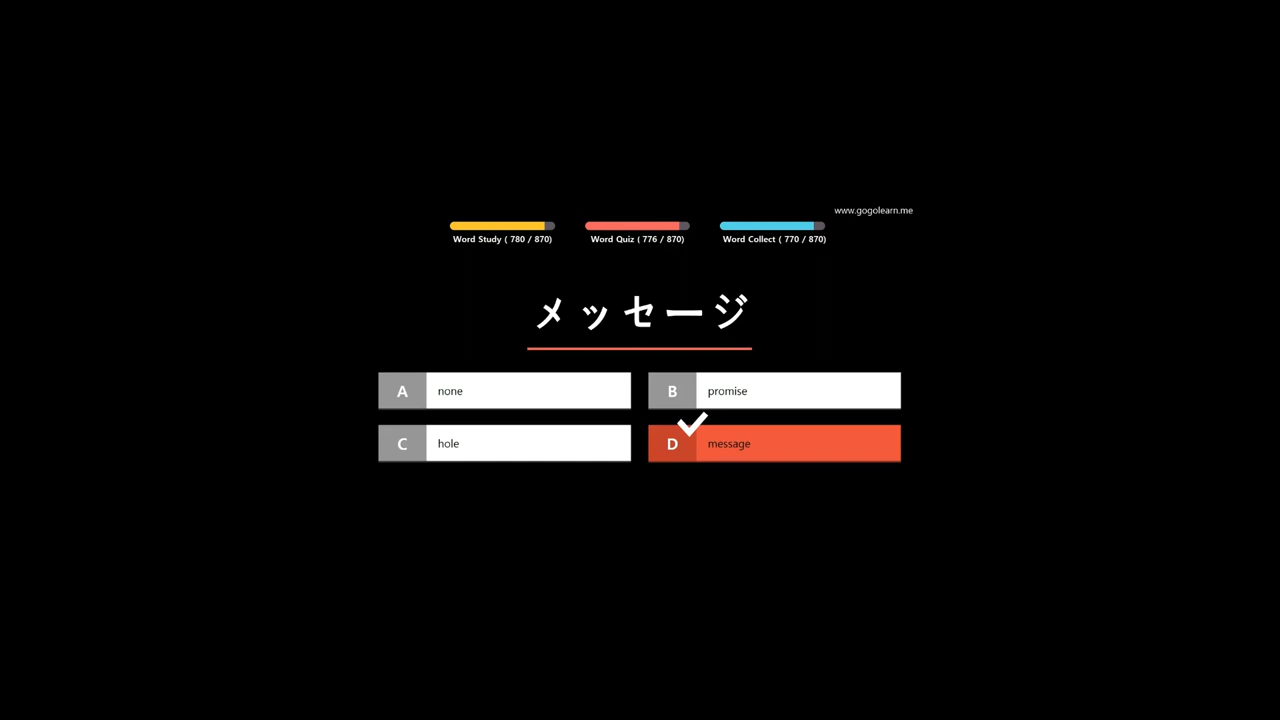 www.gogolearn.me
Word Study ( 780 / 870)
Word Quiz ( 776 / 870)
Word Collect ( 770 / 870)
メッセージ
A none
B promise
C hole
D message